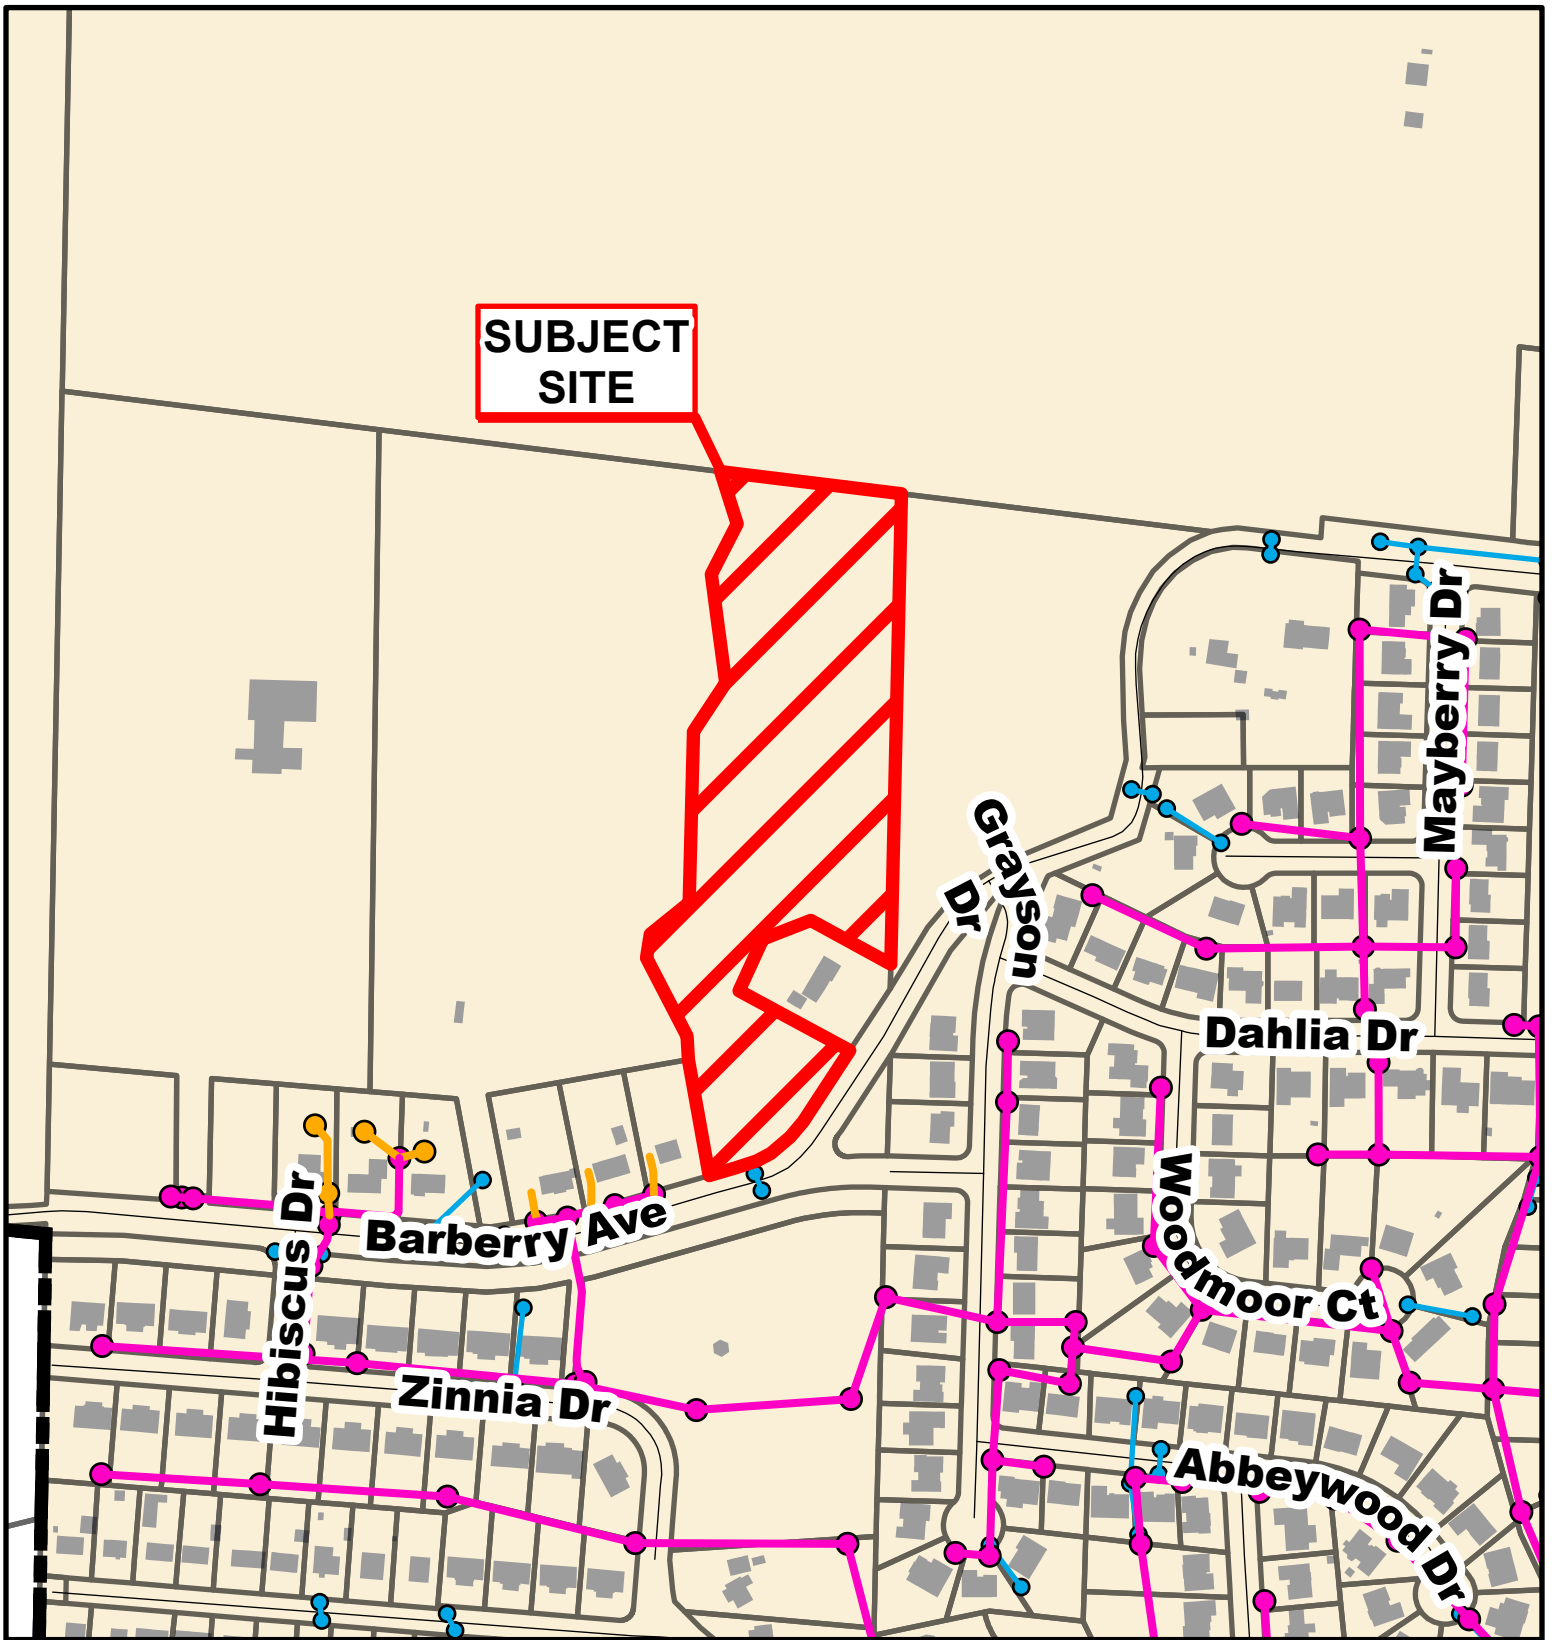 SUBJECT
SITE
Mayberry Dr
Grayson
Dr
Dahlia Dr
Woodmoor Ct
Hibiscus Dr
Barberry Ave
Zinnia Dr
Abbeywood Dr